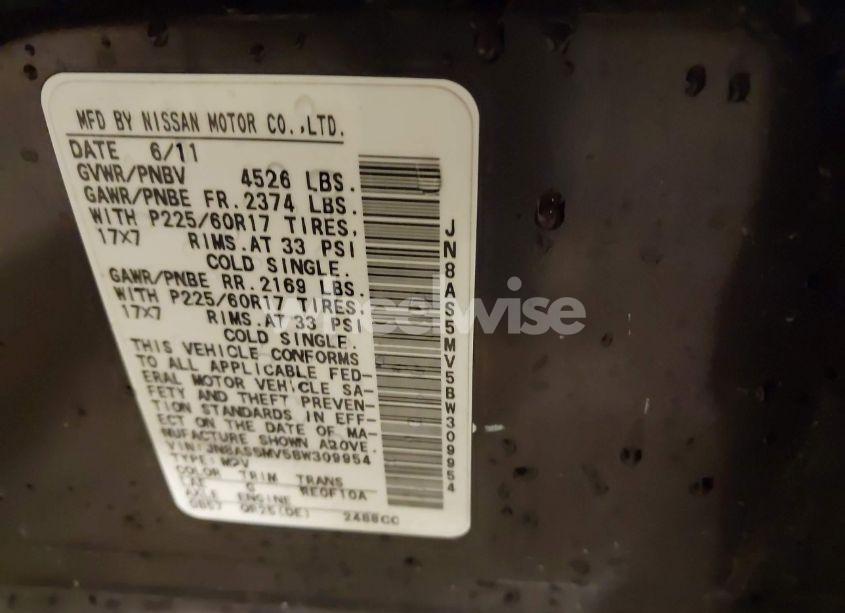 MFD BY NISSAN MOTOR CO.,LTD.
DATE 6/11
GVWR/PNBV 4526 LBS.
GAWR/PNBE FR.2374 LBS.
WITH P225/60R17 TIRES,
17X7 RIMS.AT 33 PSI
COLD SINGLE.
GAWR/PNBE RR.2169 LBS.
WITH P225/60R17 TIRES,
17X7 RIMS.AT 33 PSI
COLD SINGLE.
THIS VEHICLE CONFORMS
TO ALL APPLICABLE FED-
ERAL MOTOR VEHICLE SA-
FETY AND THEFT PREVEN-
TION STANDARDS IN EFF-
ECT ON THE DATE OF MA-
NUFACTURE SHOWN ABOVE.
VIN:JN8AS5MV5BW309954
TYPE:MPV
COLOR TRIM TRANS
G RE0F10A
AXLE ENGINE
QR25(DE) 2488CC
JN8AS5MV5BW309954
wheelwise